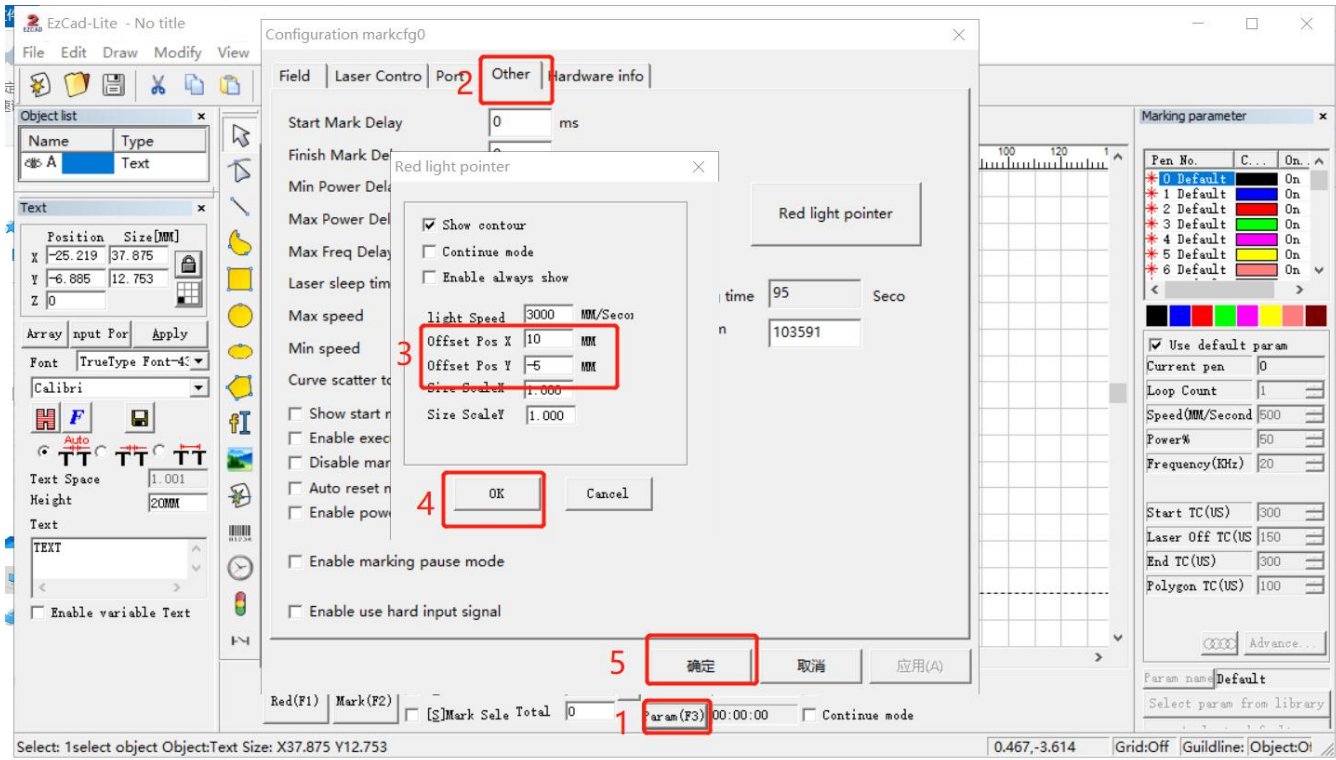 EzCad-Lite - No title
File Edit Draw Modify View
Object list
Name Type
A Text
Text
Position Size[MM]
X -25.219 37.875
Y -6.885 12.753
Z 0
Array nput Por Apply
Font TrueType Font-43
Calibri
F
Auto
TT TT TT
Text Space 1.001
Height 20MM
Text
TEXT
Enable variable Text
Configuration markcfg0
Field Laser Contro Port Other Hardware info
2
Start Mark Delay 0 ms
Finish Mark De
Min Power Dela
Max Power Del
Max Freq Delay
Laser sleep tim
Max speed
Min speed
Curve scatter to
Show start r
Enable exec
Disable mar
Auto reset n
Enable powe
Enable marking pause mode
Enable use hard input signal
Red light pointer
time 95 Seco
n 103591
Red light pointer
Show contour
Continue mode
Enable always show
light Speed 3000 MM/Secon
3
Offset Pos X 10 MM
Offset Pos Y -5 MM
Size ScaleX 1.000
Size ScaleY 1.000
4 OK Cancel
5 确定 取消 应用(A)
Red(F1) Mark(F2) [S]Mark Sele Total 0 1 Param(F3) 00:00:00 Continue mode
100 120 1
Marking parameter
Pen No. C... On..
0 Default On
1 Default On
2 Default On
3 Default On
4 Default On
5 Default On
6 Default On
Use default param
Current pen 0
Loop Count 1
Speed(MM/Second 500
Power% 50
Frequency(KHz) 20
Start TC(US) 300
Laser Off TC(US 150
End TC(US) 300
Polygon TC(US) 100
Advance...
Param name Default
Select param from library
Select: 1select object Object:Text Size: X37.875 Y12.753
0.467,-3.614 Grid:Off Guildline: Object:Of